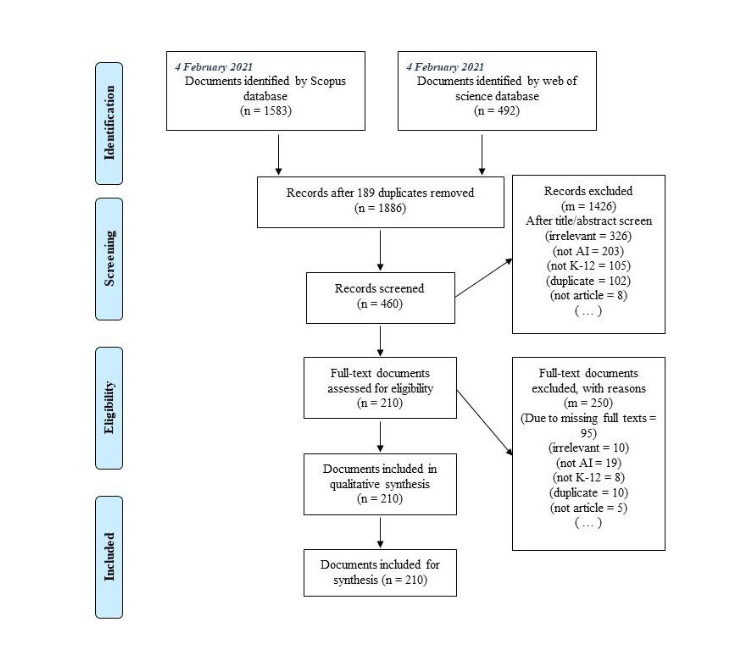 Identification
4 February 2021
Documents identified by Scopus
database
(n = 1583)
4 February 2021
Documents identified by web of
science database
(n = 492)
Records after 189 duplicates removed
(n = 1886)
Screening
Records screened
(n = 460)
Records excluded
(m = 1426)
After title/abstract screen
(irrelevant = 326)
(not AI = 203)
(not K-12 = 105)
(duplicate = 102)
(not article = 8)
( ... )
Eligibility
Full-text documents
assessed for eligibility
(n = 210)
Full-text documents
excluded, with reasons
(m = 250)
(Due to missing full texts =
95)
(irrelevant = 10)
(not AI = 19)
(not K-12 = 8)
(duplicate = 10)
(not article = 5)
( ... )
Documents included in
qualitative synthesis
(n = 210)
Included
Documents included for
synthesis (n = 210)